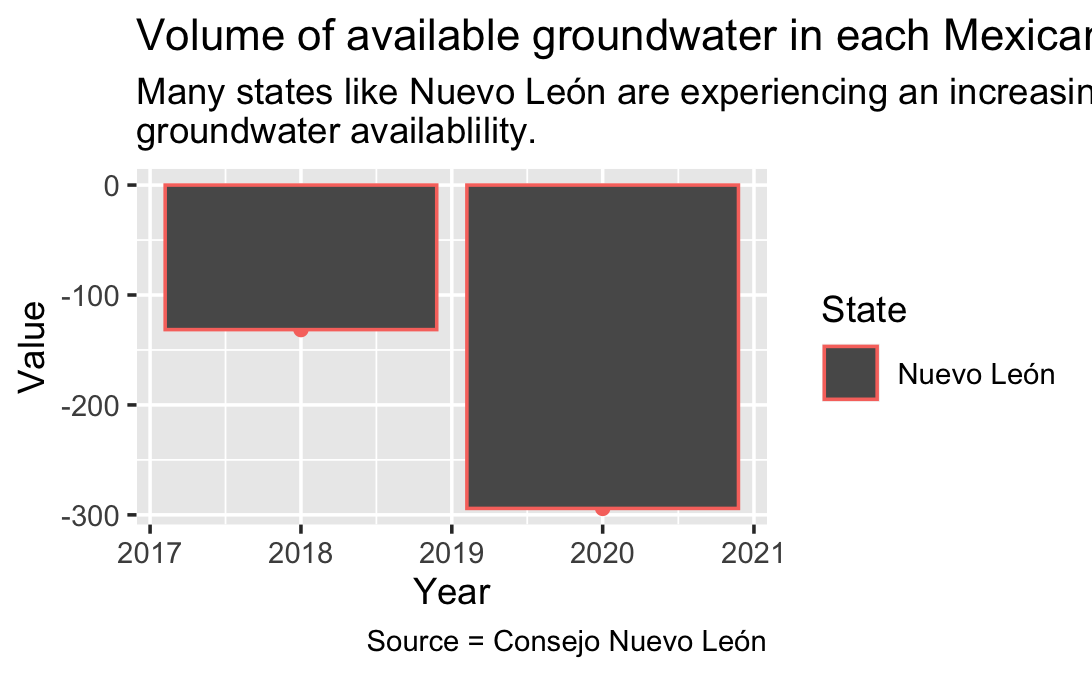 Volume of available groundwater in each Mexican
Many states like Nuevo León are experiencing an increasin
groundwater availablility.
0
-100
-200
-300
Value
2017 2018 2019 2020 2021
Year
State
Nuevo León
Source = Consejo Nuevo León